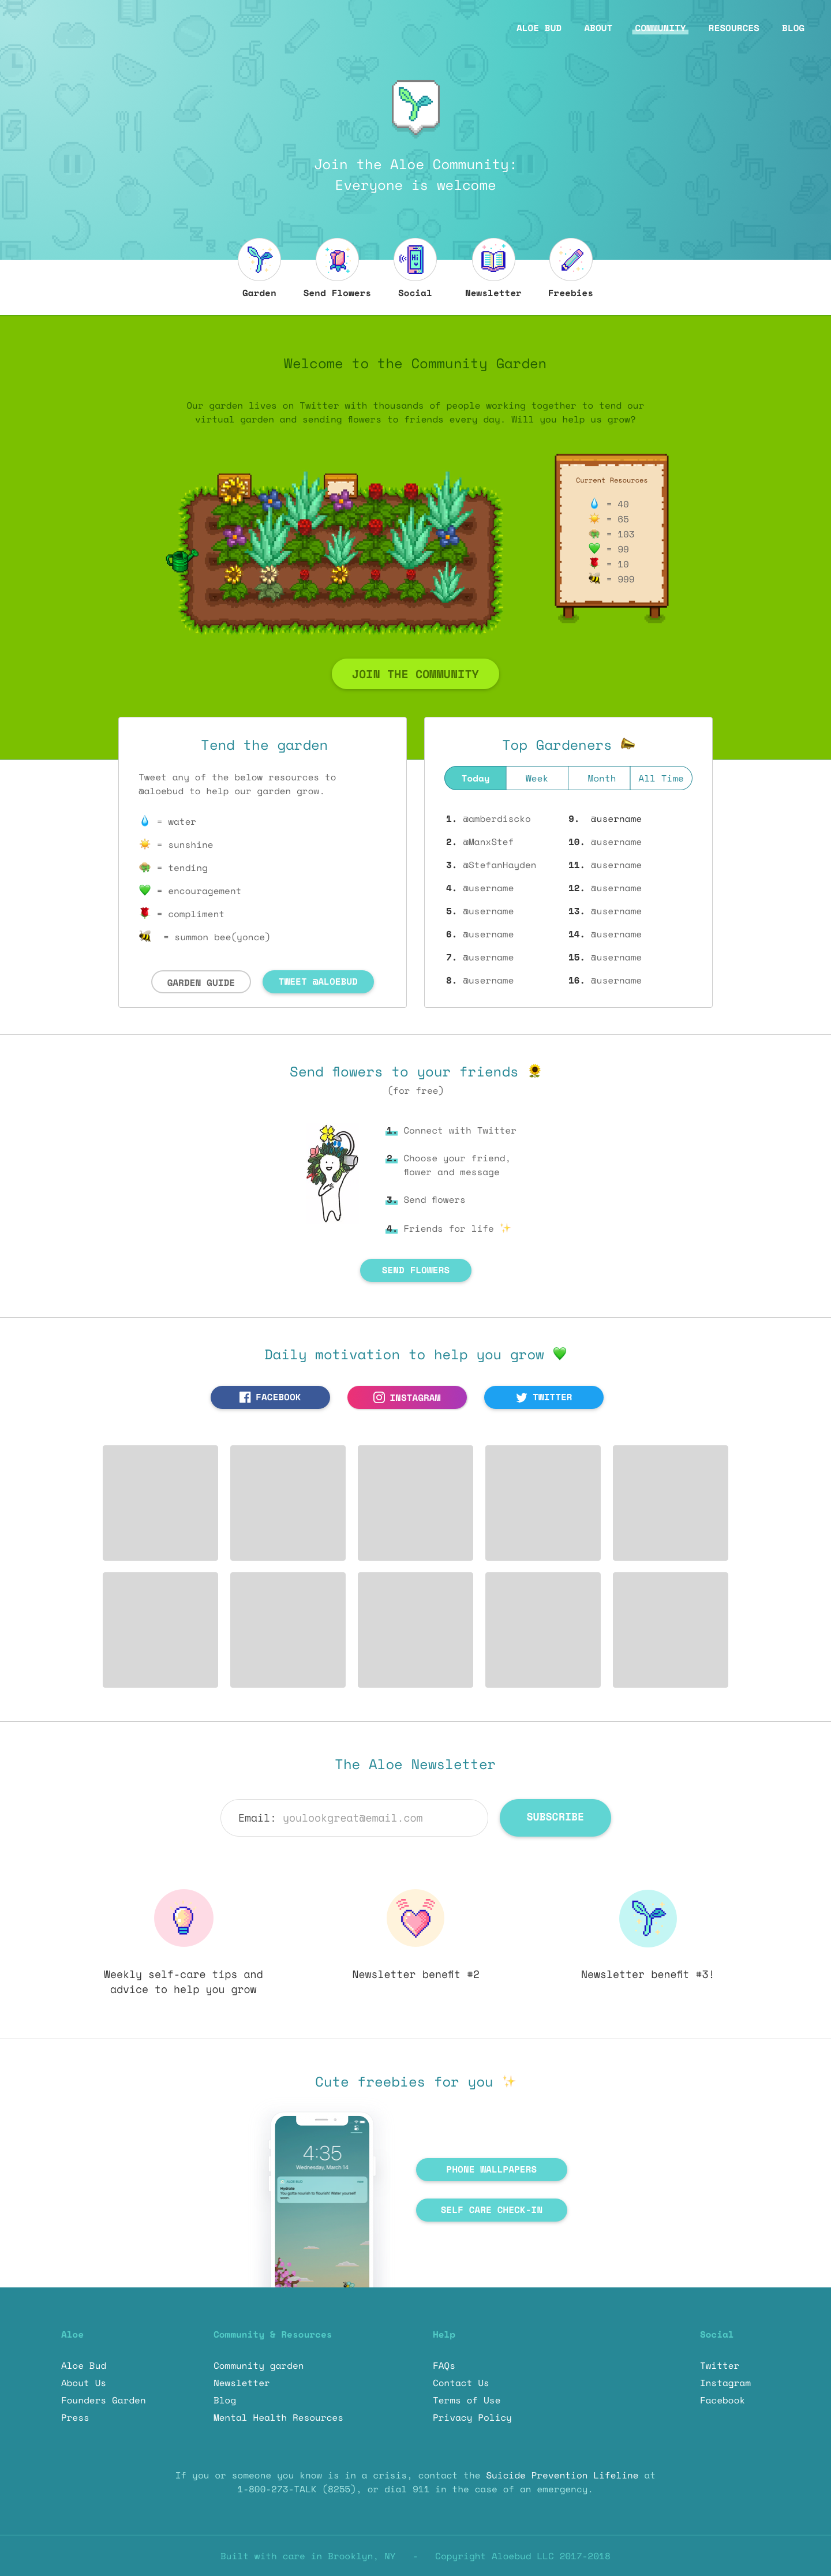 ALOE BUD ABOUT COMMUNITY RESOURCES BLOG
Join the Aloe Community:
Everyone is welcome
Hi
Garden Send Flowers Social Newsletter Freebies
Welcome to the Community Garden
Our garden lives on Twitter with thousands of people working together to tend our
virtual garden and sending flowers to friends every day. Will you help us grow?
Current Resources
= 40
= 65
= 103
= 99
= 10
= 999
JOIN THE COMMUNITY
Tend the garden
Tweet any of the below resources to
@aloebud to help our garden grow.
= water
= sunshine
= tending
= encouragement
= compliment
= summon bee(yonce)
GARDEN GUIDE TWEET @ALOEBUD
Top Gardeners
Today Week Month All Time
1. @amberdiscko
2. @ManxStef
3. @StefanHayden
4. @username
5. @username
6. @username
7. @username
8. @username
9. @username
10. @username
11. @username
12. @username
13. @username
14. @username
15. @username
16. @username
Send flowers to your friends
(for free)
1. Connect with Twitter
2. Choose your friend,
flower and message
3. Send flowers
4. Friends for life
SEND FLOWERS
Daily motivation to help you grow
FACEBOOK INSTAGRAM TWITTER
The Aloe Newsletter
Email: youlookgreat@email.com SUBSCRIBE
Weekly self-care tips and
advice to help you grow
Newsletter benefit #2
Newsletter benefit #3!
Cute freebies for you
4:35
Wednesday, March 14
ALOE BUD now
Hydrate
You gotta nourish to flourish! Water yourself
soon.
PHONE WALLPAPERS
SELF CARE CHECK-IN
Aloe
Aloe Bud
About Us
Founders Garden
Press
Community & Resources
Community garden
Newsletter
Blog
Mental Health Resources
Help
FAQs
Contact Us
Terms of Use
Privacy Policy
Social
Twitter
Instagram
Facebook
If you or someone you know is in a crisis, contact the Suicide Prevention Lifeline at
1-800-273-TALK (8255), or dial 911 in the case of an emergency.
Built with care in Brooklyn, NY - Copyright Aloebud LLC 2017-2018